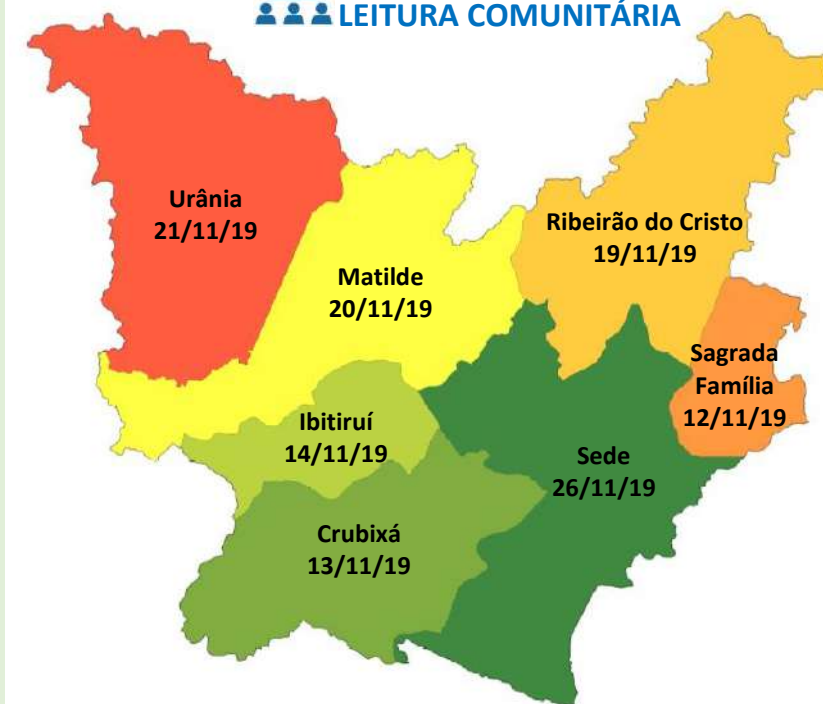 LEITURA COMUNITÁRIA
Urânia
21/11/19
Ribeirão do Cristo
19/11/19
Matilde
20/11/19
Sagrada
Família
12/11/19
Ibitiruí
14/11/19
Sede
26/11/19
Crubixá
13/11/19